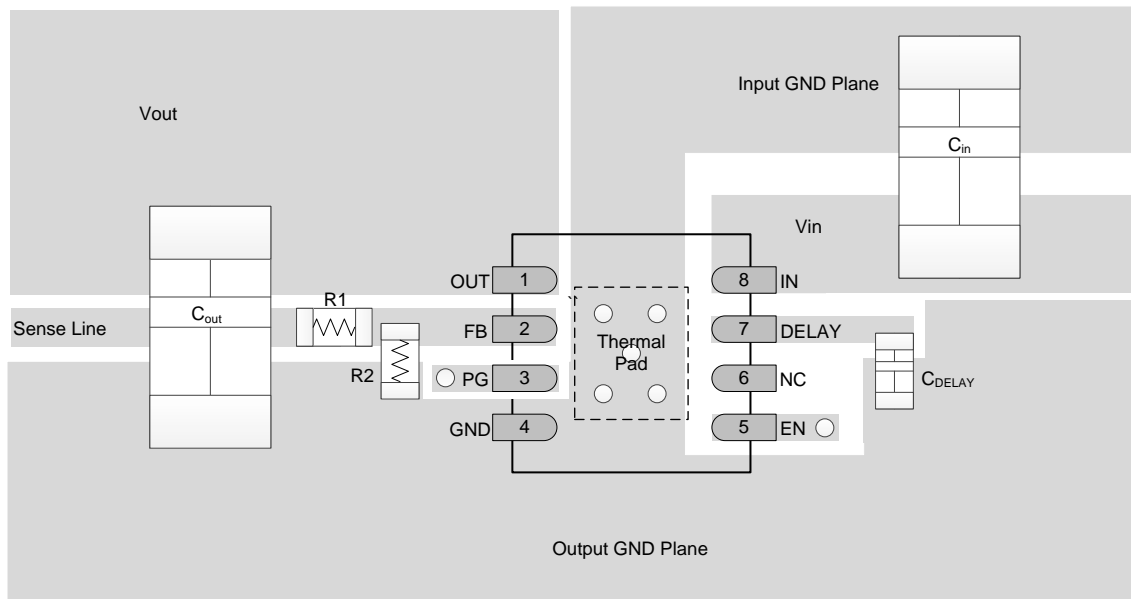 Vout
Input GND Plane
Cin
Vin
OUT 1
8 IN
R1
Cout
Sense Line
FB 2
7 DELAY
Thermal
Pad
R2
PG 3
6 NC
CDELAY
GND 4
5 EN
Output GND Plane